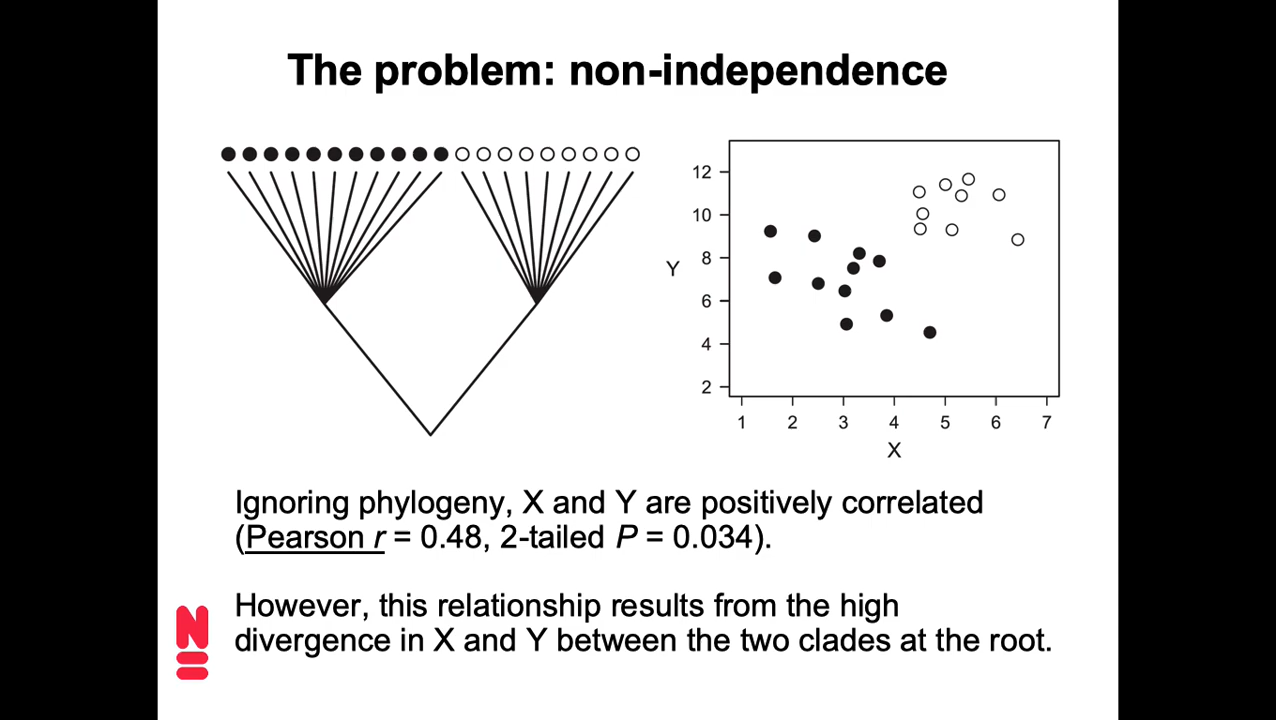 The problem: non-independence
12
10
8
6
4
2
Y
1 2 3 4 5 6 7
X
Ignoring phylogeny, X and Y are positively correlated
(Pearson r = 0.48, 2-tailed P = 0.034).
However, this relationship results from the high
divergence in X and Y between the two clades at the root.
N